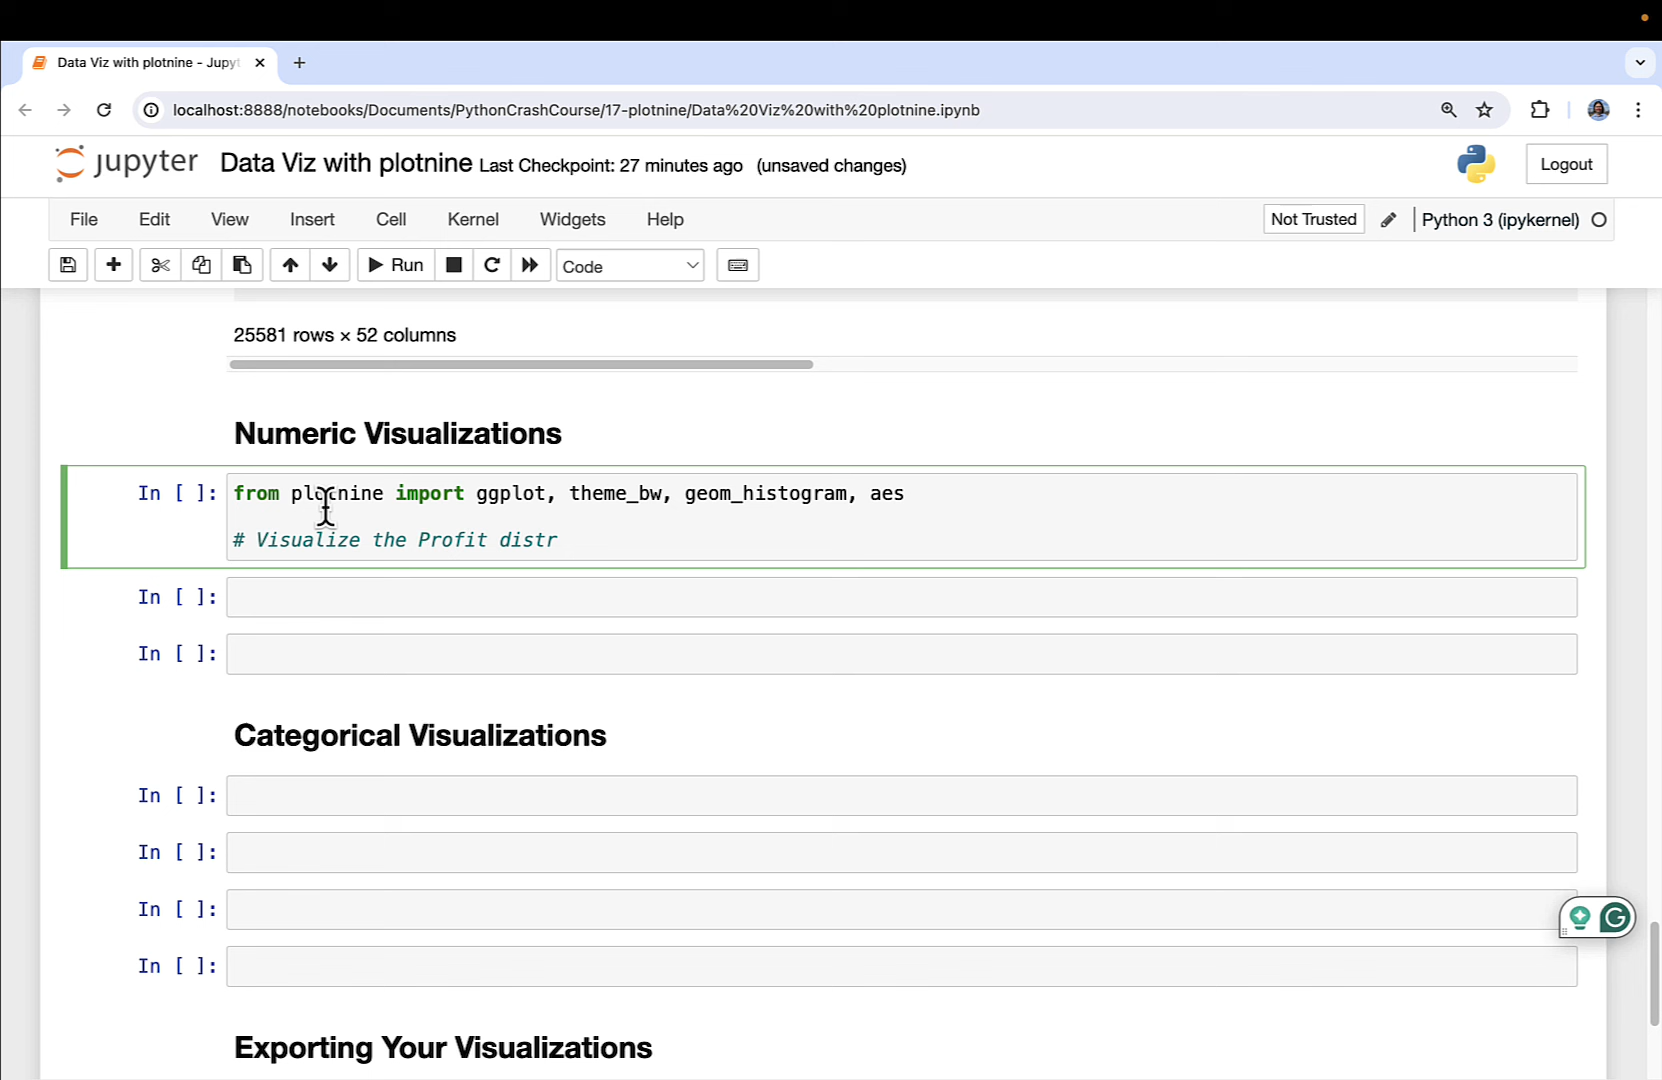 Data Viz with plotnine - Jupyt
localhost:8888/notebooks/Documents/PythonCrashCourse/17-plotnine/Data%20Viz%20with%20plotnine.ipynb
jupyter Data Viz with plotnine Last Checkpoint: 27 minutes ago (unsaved changes)
Logout
File Edit View Insert Cell Kernel Widgets Help
Not Trusted Python 3 (ipykernel)
Run Code
25581 rows × 52 columns
Numeric Visualizations
In [ ]: from plotnine import ggplot, theme_bw, geom_histogram, aes
# Visualize the Profit distr
In [ ]:
In [ ]:
Categorical Visualizations
In [ ]:
In [ ]:
In [ ]:
In [ ]:
Exporting Your Visualizations